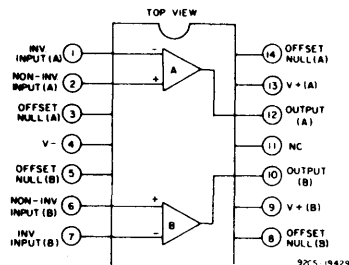 TOP VIEW
INV
INPUT (A)
1
NON-INV
INPUT (A)
2
OFFSET
NULL (A)
3
V-
4
OFFSET
NULL (B)
5
NON-INV
INPUT (B)
6
INV
INPUT (B)
7
-
+
A
+
-
B
14
OFFSET
NULL (A)
13
V + (A)
12
OUTPUT
(A)
11
NC
10
OUTPUT
(B)
9
V + (B)
8
OFFSET
NULL (B)
92CS-19429